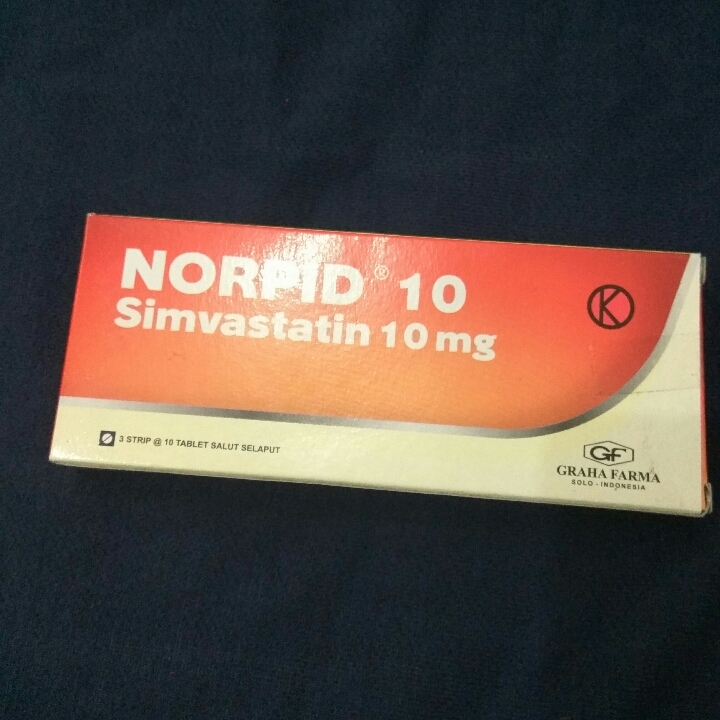 NORPID® 10
Simvastatin 10 mg
K
3 STRIP @ 10 TABLET SALUT SELAPUT
GF
GRAHA FARMA
SOLO - INDONESIA